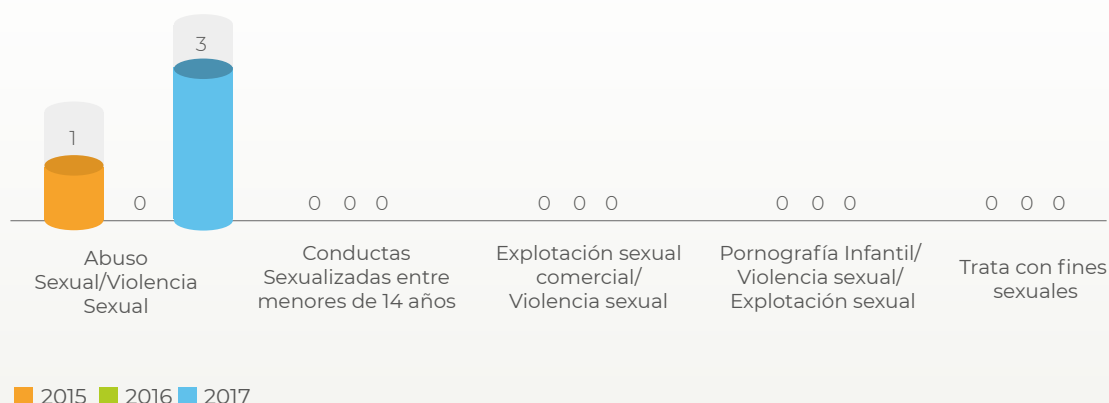 3
1
0
0 0 0
0 0 0
0 0 0
0 0 0
Abuso
Sexual/Violencia
Sexual
Conductas
Sexualizadas entre
menores de 14 años
Explotación sexual
comercial/
Violencia sexual
Pornografía Infantil/
Violencia sexual/
Explotación sexual
Trata con fines
sexuales
2015 2016 2017